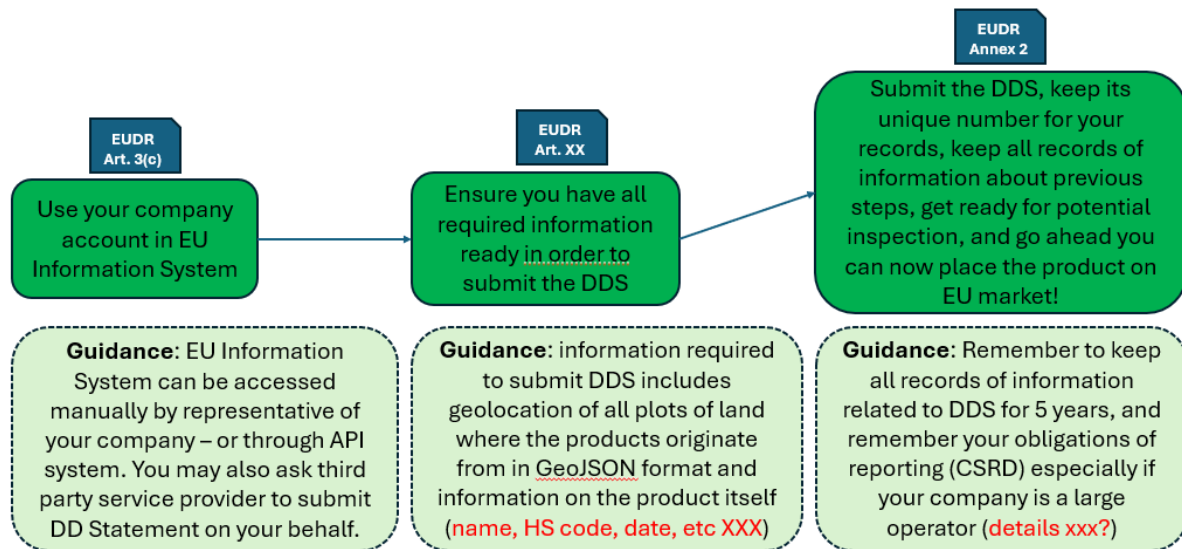 EUDR
Art. 3(c)
Use your company
account in EU
Information System
EUDR
Art. XX
Ensure you have all
required information
ready in order to
submit the DDS
EUDR
Annex 2
Submit the DDS, keep its
unique number for your
records, keep all records of
information about previous
steps, get ready for potential
inspection, and go ahead you
can now place the product on
EU market!
Guidance: EU Information
System can be accessed
manually by representative of
your company – or through API
system. You may also ask third
party service provider to submit
DD Statement on your behalf.
Guidance: information required
to submit DDS includes
geolocation of all plots of land
where the products originate
from in GeoJSON format and
information on the product itself
(name, HS code, date, etc XXX)
Guidance: Remember to keep
all records of information
related to DDS for 5 years, and
remember your obligations of
reporting (CSRD) especially if
your company is a large
operator (details xxx?)